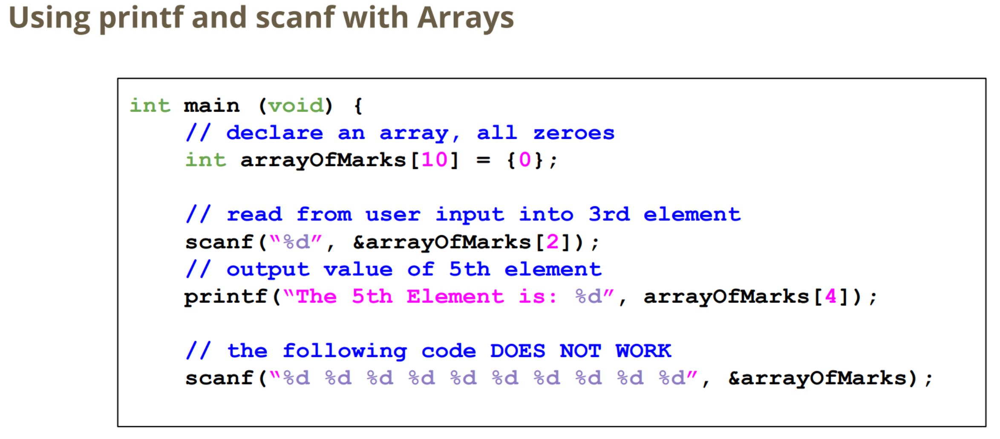 Using printf and scanf with Arrays
int main (void) {
// declare an array, all zeroes
int arrayOfMarks[10] = {0};
// read from user input into 3rd element
scanf(“%d”, &arrayOfMarks[2]);
// output value of 5th element
printf(“The 5th Element is: %d”, arrayOfMarks[4]);
// the following code DOES NOT WORK
scanf(“%d %d %d %d %d %d %d %d %d %d”, &arrayOfMarks);